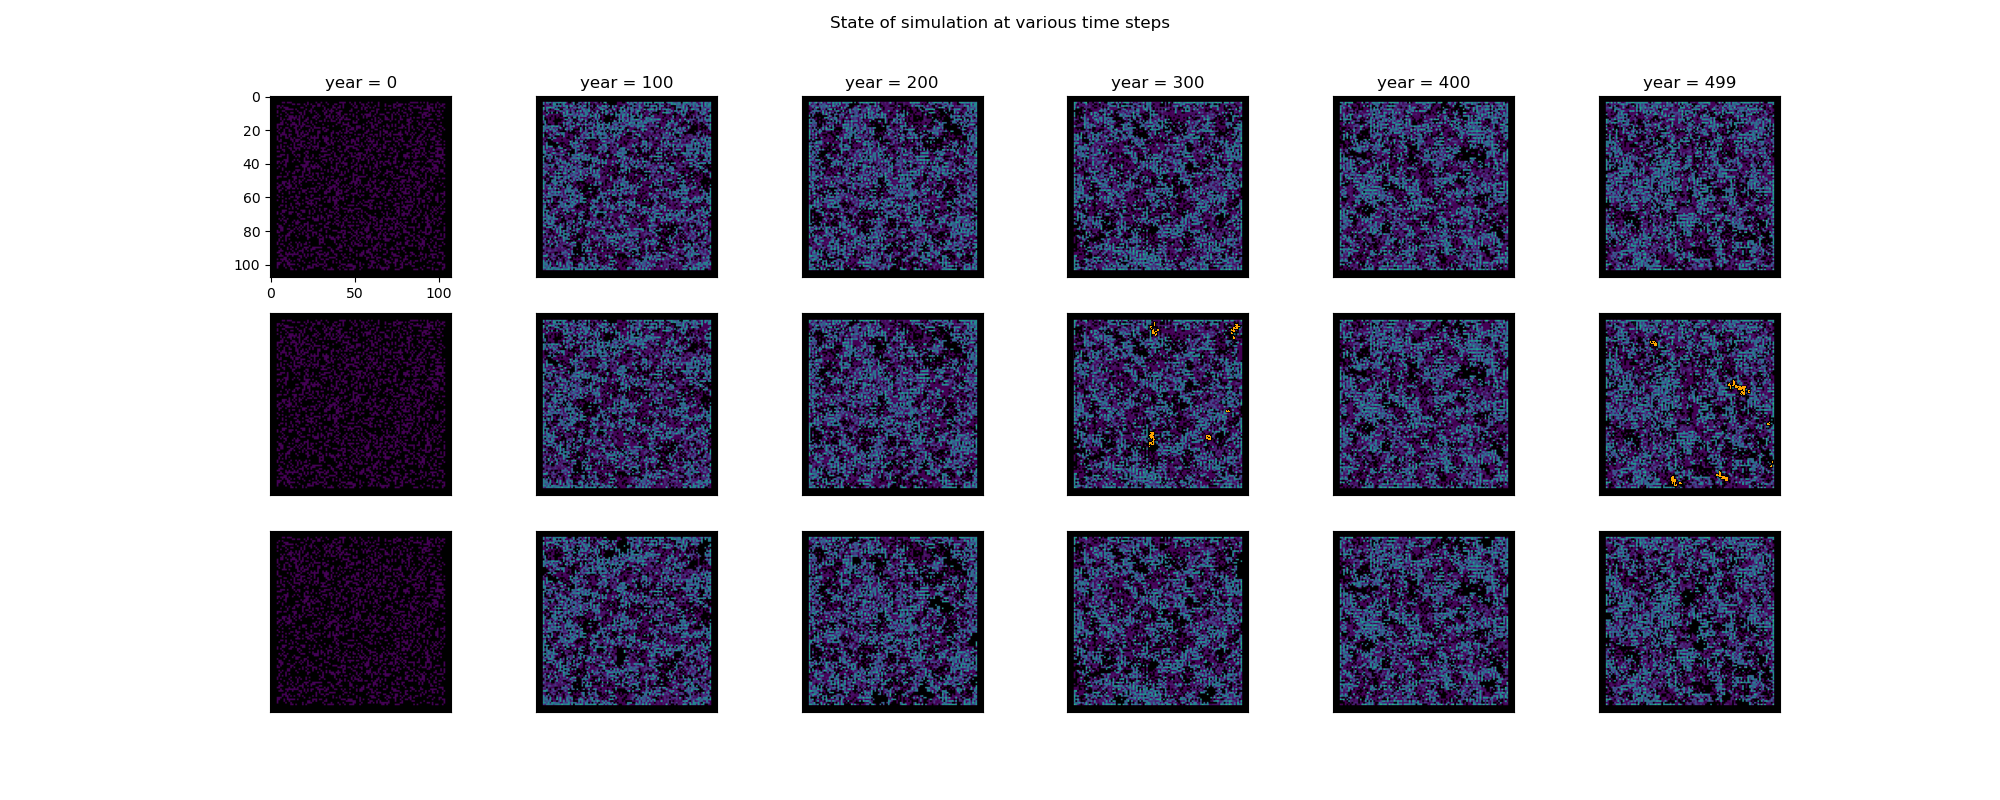 State of simulation at various time steps
year = 0
year = 100
year = 200
year = 300
year = 400
year = 499
0
20
40
60
80
100
0
50
100